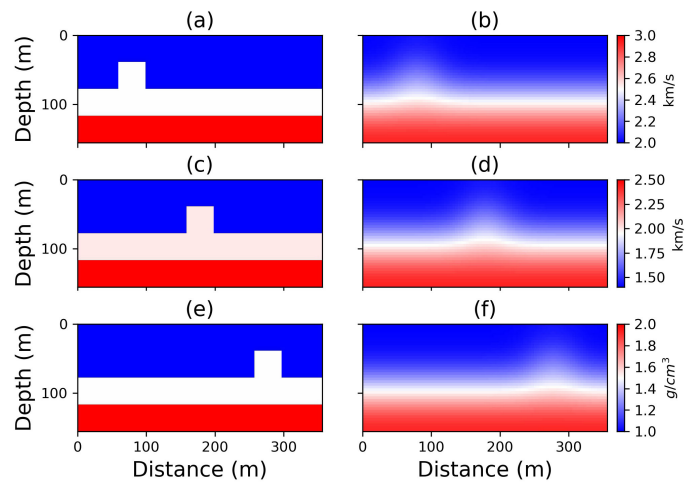 (a)
(b)
Depth (m)
0
100
3.0
2.8
2.6
2.4
2.2
2.0
km/s
(c)
(d)
Depth (m)
0
100
2.50
2.25
2.00
1.75
1.50
km/s
(e)
(f)
Depth (m)
0
100
2.0
1.8
1.6
1.4
1.2
1.0
g/cm³
0 100 200 300
0 100 200 300
Distance (m)
Distance (m)